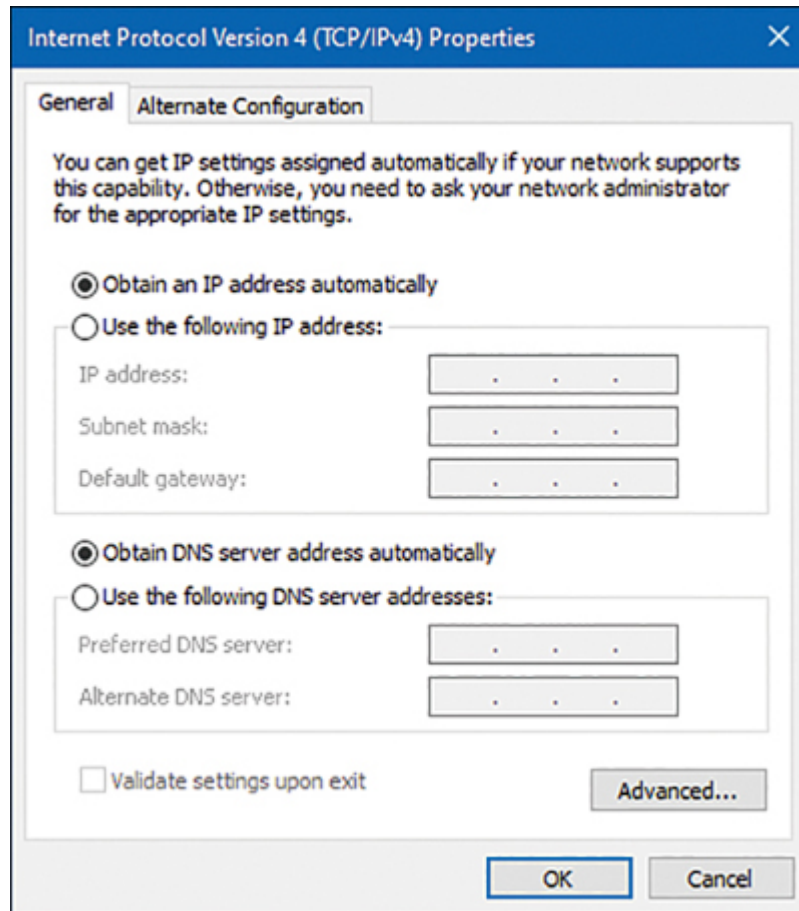 Internet Protocol Version 4 (TCP/IPv4) Properties
General
Alternate Configuration
You can get IP settings assigned automatically if your network supports
this capability. Otherwise, you need to ask your network administrator
for the appropriate IP settings.
Obtain an IP address automatically
Use the following IP address:
IP address:
Subnet mask:
Default gateway:
Obtain DNS server address automatically
Use the following DNS server addresses:
Preferred DNS server:
Alternate DNS server:
Validate settings upon exit
Advanced...
OK
Cancel